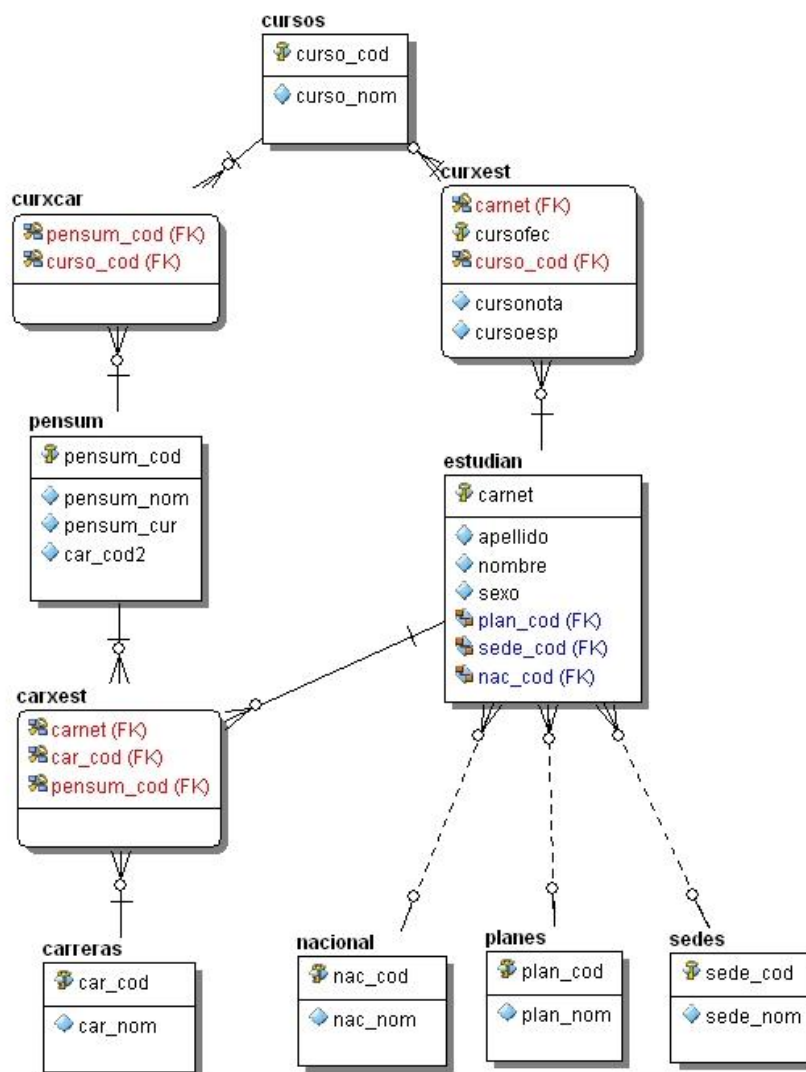 cursos
curso_cod
curso_nom
curxcar
pensum_cod (FK)
curso_cod (FK)
curxest
carnet (FK)
cursofec
curso_cod (FK)
cursonota
cursoesp
pensum
pensum_cod
pensum_nom
pensum_cur
car_cod2
estudian
carnet
apellido
nombre
sexo
plan_cod (FK)
sede_cod (FK)
nac_cod (FK)
carxest
carnet (FK)
car_cod (FK)
pensum_cod (FK)
carreras
car_cod
car_nom
nacional
nac_cod
nac_nom
planes
plan_cod
plan_nom
sedes
sede_cod
sede_nom